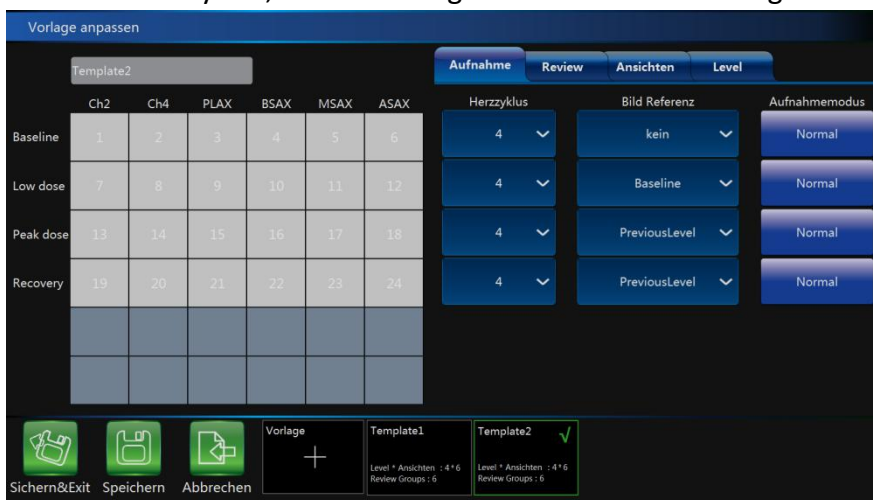 Vorlage anpassen
Template2
Aufnahme Review Ansichten Level
Ch2 Ch4 PLAX BSAX MSAX ASAX Herzzyklus Bild Referenz Aufnahmemodus
Baseline 1 2 3 4 5 6 4 kein Normal
Low dose 7 8 9 10 11 12 4 Baseline Normal
Peak dose 13 14 15 16 17 18 4 PreviousLevel Normal
Recovery 19 20 21 22 23 24 4 PreviousLevel Normal
Vorlage Template1 Template2 √
Level * Ansichten : 4*6 Level * Ansichten : 4*6
Review Groups : 6 Review Groups : 6
Sichern&Exit Speichern Abbrechen